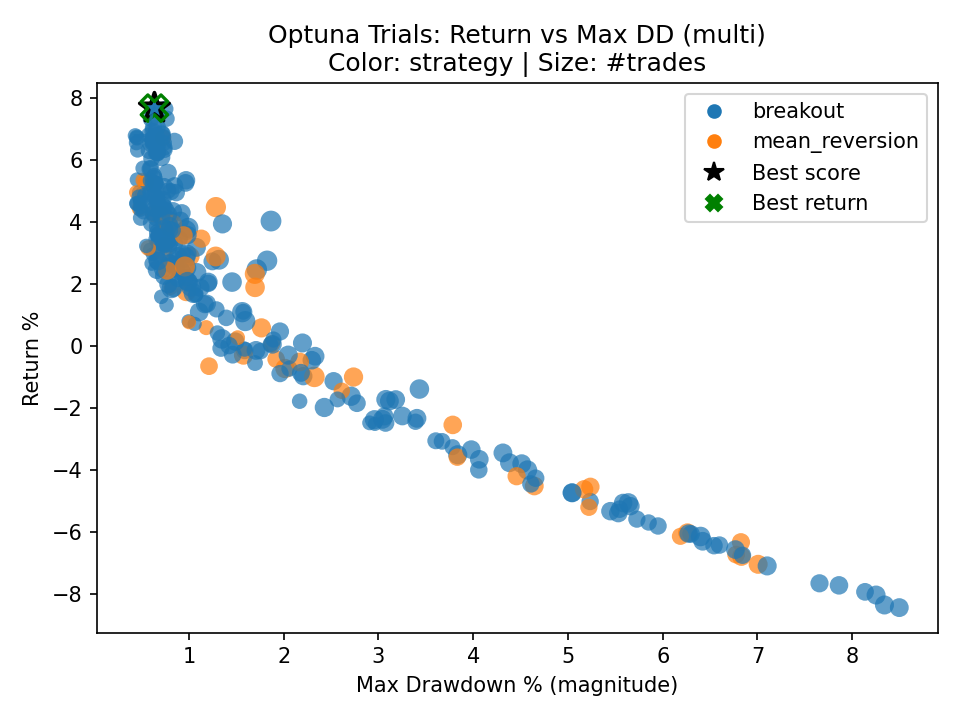 Optuna Trials: Return vs Max DD (multi)
Color: strategy | Size: #trades
breakout
mean_reversion
Best score
Best return
Return %
8
6
4
2
0
−2
−4
−6
−8
1
2
3
4
5
6
7
8
Max Drawdown % (magnitude)